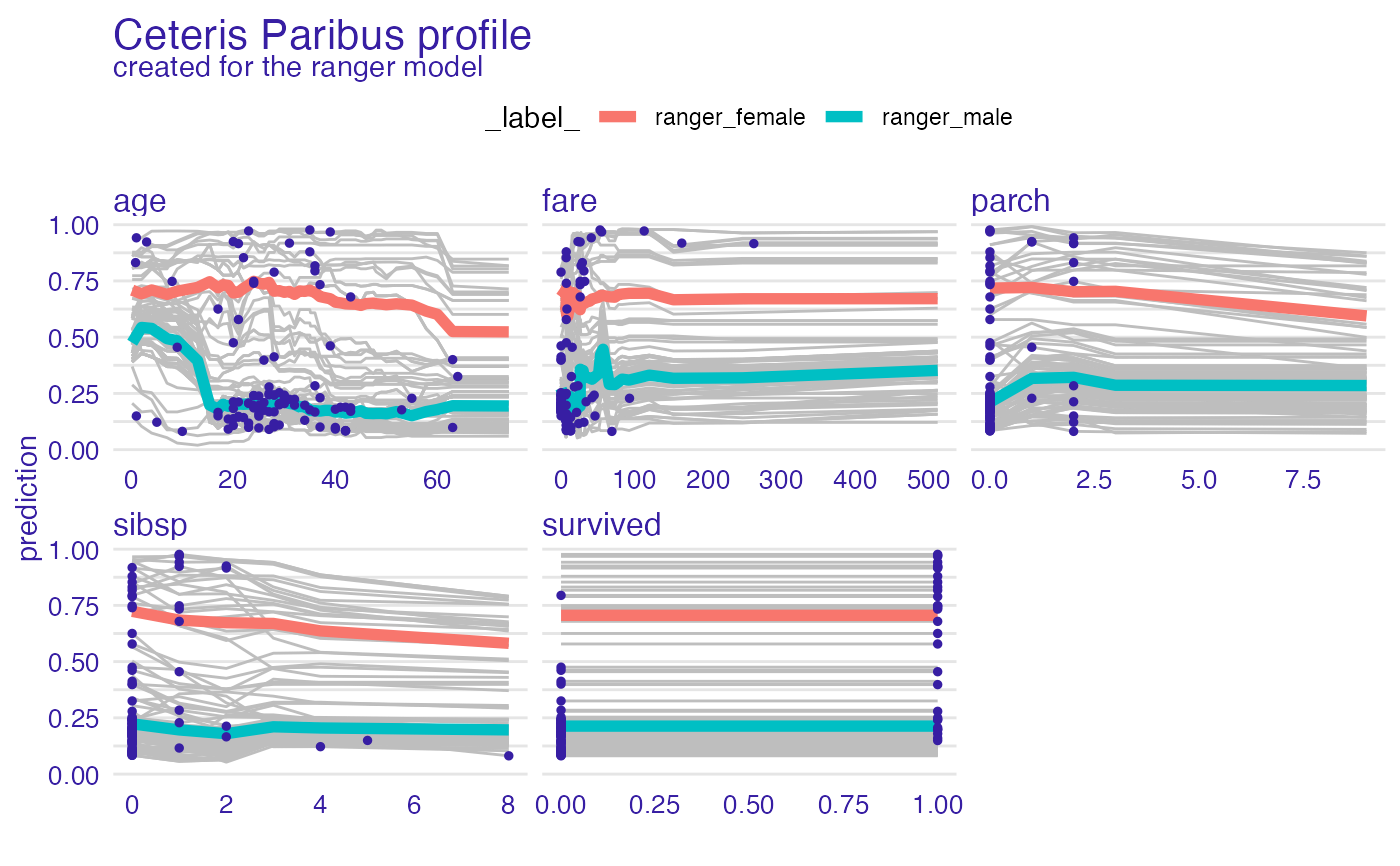 Ceteris Paribus profile
created for the ranger model
_label_ ranger_female ranger_male
age fare parch
1.00
0.75
0.50
0.25
0.00
0 20 40 60 0 100 200 300 400 500 0.0 2.5 5.0 7.5
prediction
sibsp survived
1.00
0.75
0.50
0.25
0.00
0 2 4 6 8 0.00 0.25 0.50 0.75 1.00